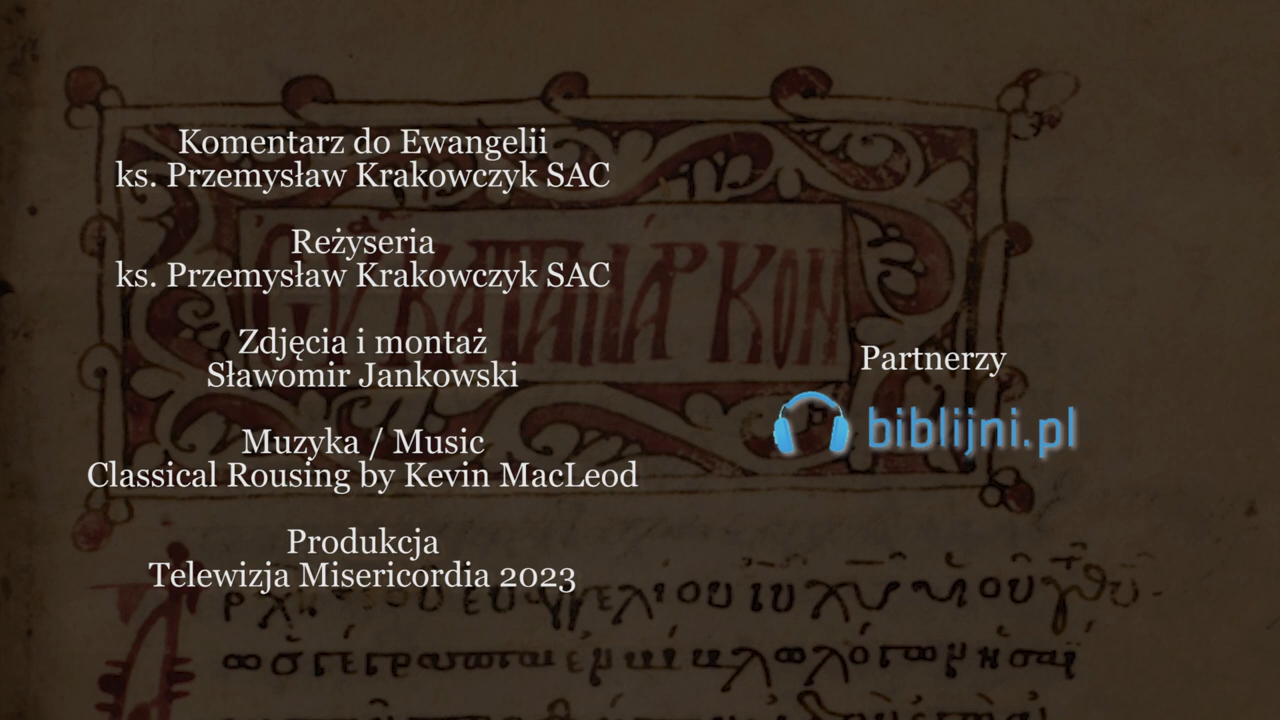 Komentarz do Ewangelii
ks. Przemysław Krakowczyk SAC
Reżyseria
ks. Przemysław Krakowczyk SAC
Zdjęcia i montaż
Sławomir Jankowski
Muzyka / Music
Classical Rousing by Kevin MacLeod
Produkcja
Telewizja Misericordia 2023
Partnerzy
biblijni.pl